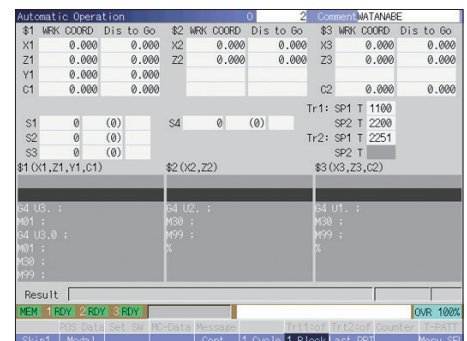 Automatic Operation 0 2 Comment WATANABE
$1 WRK COORD Dis to Go $2 WRK COORD Dis to Go $3 WRK COORD Dis to Go
X1 0.000 0.000 X2 0.000 0.000 X3 0.000 0.000
Z1 0.000 0.000 Z2 0.000 0.000 Z3 0.000 0.000
Y1 0.000 0.000
C1 0.000 0.000 C2 0.000 0.000
Tr1: SP1 T 1100
S1 0 (0) S4 0 (0) SP2 T 2200
S2 0 (0) Tr2: SP1 T 2251
S3 0 (0) SP2 T
$1(X1,Z1,Y1,C1) $2(X2,Z2) $3(X3,Z3,C2)
G4 U3. : G4 U2. : G4 U1. :
M01 : M30 : M30 :
G4 U3.0 : M99 : M99 :
M01 : % %
M30 :
M99 :
Result
MEM 1 RDY 2 RDY 3 RDY OVR 100%
POS Data Set SW MC-Data Message Trt1:of Trt2:of Counter T-PATT
Skip1 Modal Cont 1 Cycle 1 Block Last PRT Menu SEL